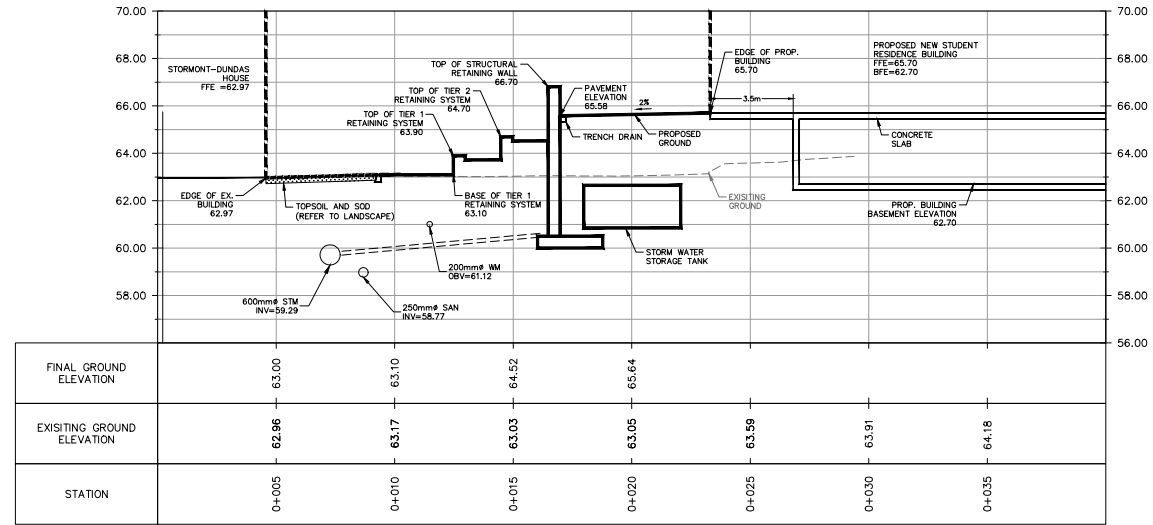 70.00
70.00
68.00
68.00
66.00
66.00
64.00
64.00
62.00
62.00
60.00
60.00
58.00
58.00
56.00
STORMONT-DUNDAS
HOUSE
FFE =62.97
TOP OF STRUCTURAL
RETAINING WALL
66.70
TOP OF TIER 2
RETAINING SYSTEM
64.70
TOP OF TIER 1
RETAINING SYSTEM
63.90
PAVEMENT
ELEVATION
65.58
2%
EDGE OF PROP.
BUILDING
65.70
PROPOSED NEW STUDENT
RESIDENCE BUILDING
FFE=65.70
BFE=62.70
3.5m
TRENCH DRAIN
PROPOSED
GROUND
CONCRETE
SLAB
EDGE OF EX.
BUILDING
62.97
TOPSOIL AND SOD
(REFER TO LANDSCAPE)
BASE OF TIER 1
RETAINING SYSTEM
63.10
EXISITING
GROUND
PROP. BUILDING
BASEMENT ELEVATION
62.70
STORM WATER
STORAGE TANK
200mmø WM
OBV=61.12
600mmø STM
INV=59.29
250mmø SAN
INV=58.77
FINAL GROUND
ELEVATION
63.00
63.10
64.52
65.64
EXISITING GROUND
ELEVATION
62.96
63.17
63.03
63.05
63.59
63.91
64.18
STATION
0+005
0+010
0+015
0+020
0+025
0+030
0+035